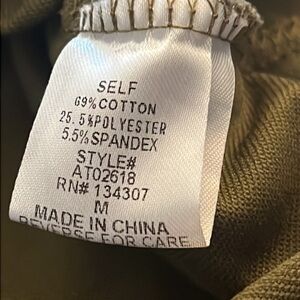 SELF
69%COTTON
25.5%POLYESTER
5.5%SPANDEX
STYLE#
AT02618
RN# 134307
M
MADE IN CHINA
REVERSE FOR CARE